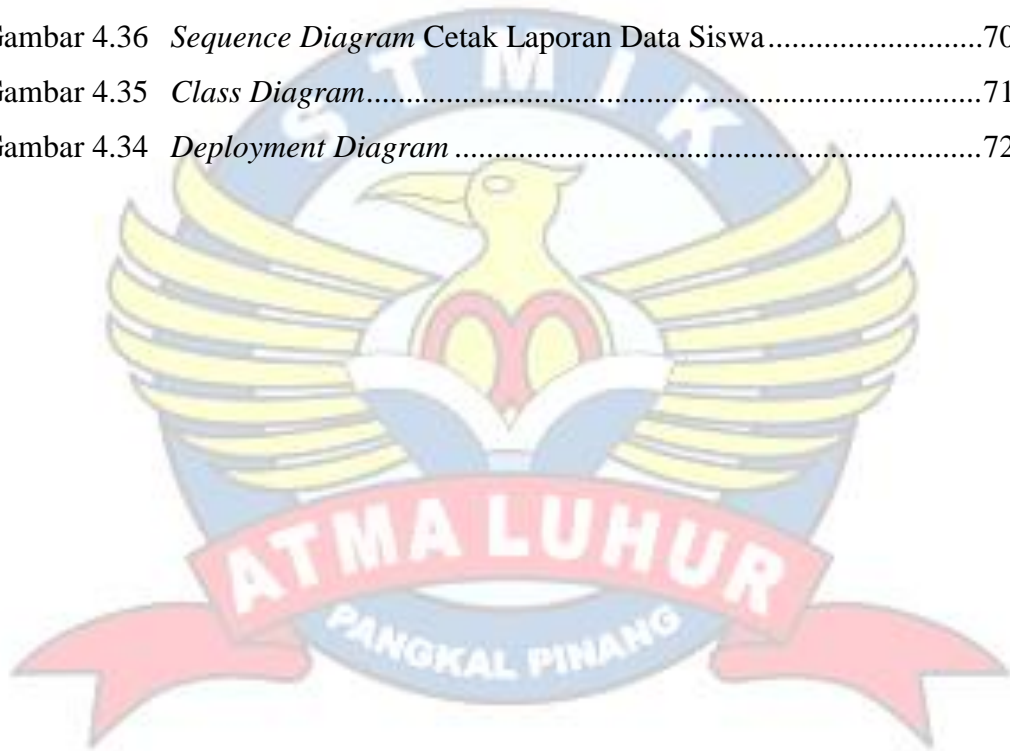 Gambar 4.36 Sequence Diagram Cetak Laporan Data Siswa...........................70
Gambar 4.35 Class Diagram.............................................................................71
Gambar 4.34 Deployment Diagram ..................................................................72
STMIK
ATMA LUHUR
PANGKAL PINANG